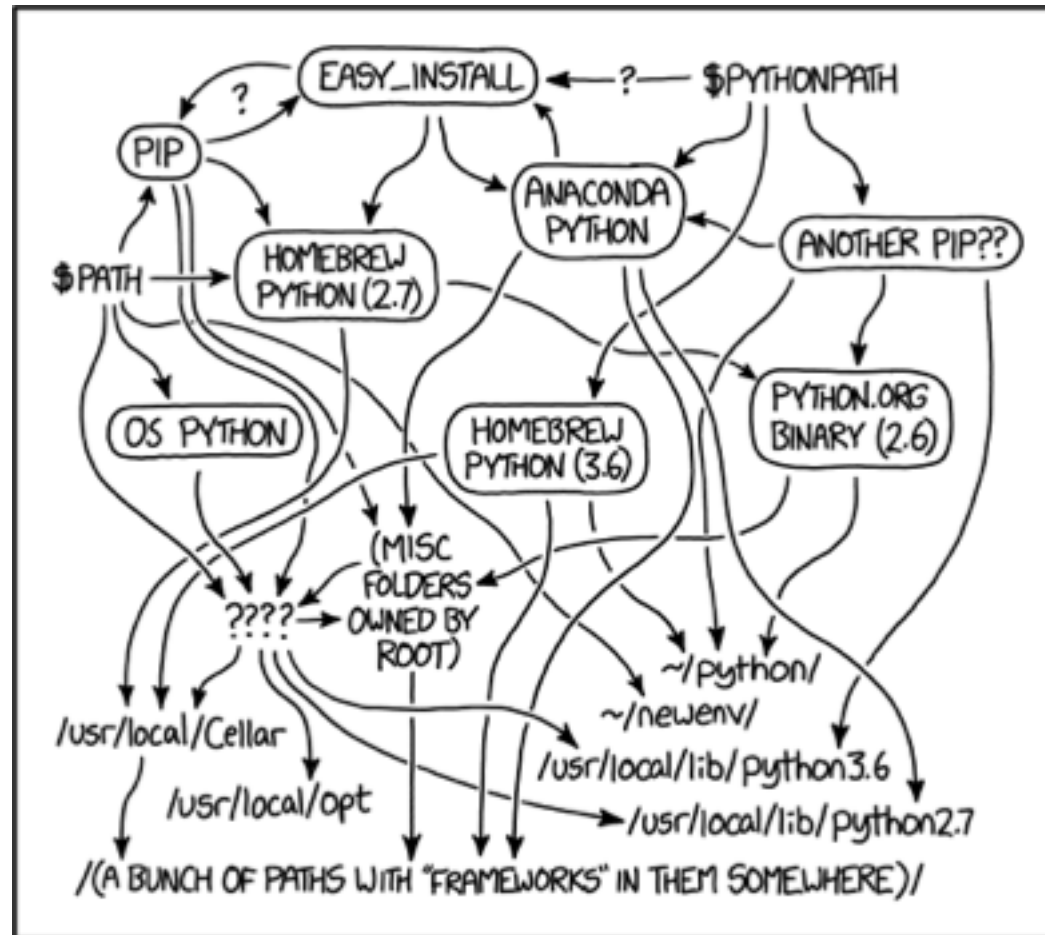 EASY_INSTALL
?
$PYTHONPATH
?
PIP
ANACONDA
PYTHON
ANOTHER PIP??
HOMEBREW
PYTHON (2.7)
$PATH
OS PYTHON
HOMEBREW
PYTHON (3.6)
PYTHON.ORG
BINARY (2.6)
(MISC
FOLDERS
OWNED BY
ROOT)
????
~/python/
~/newenv/
/usr/local/Cellar
/usr/local/lib/python3.6
/usr/local/opt
/usr/local/lib/python2.7
/(A BUNCH OF PATHS WITH "FRAMEWORKS" IN THEM SOMEWHERE)/